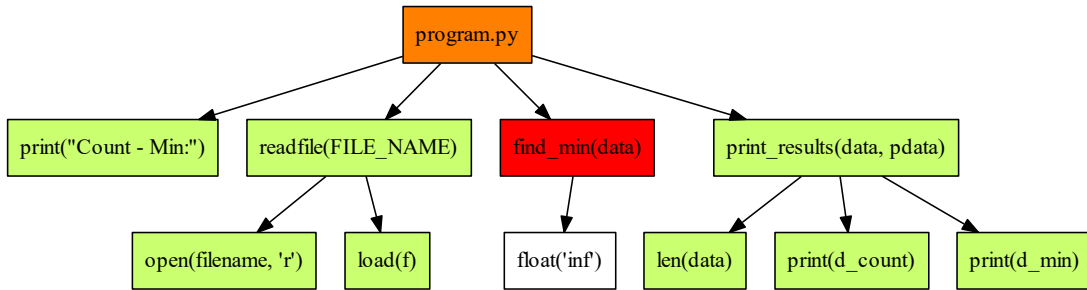 program.py
print("Count - Min:")
readfile(FILE_NAME)
find_min(data)
print_results(data, pdata)
open(filename, 'r')
load(f)
float('inf')
len(data)
print(d_count)
print(d_min)